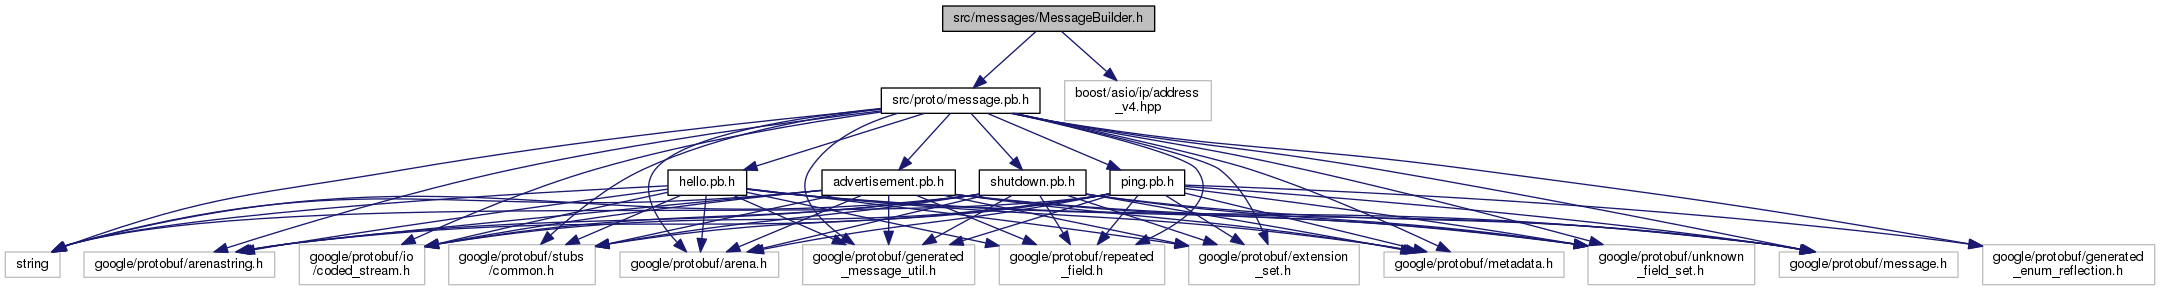 src/messages/MessageBuilder.h
src/proto/message.pb.h
boost/asio/ip/address
_v4.hpp
hello.pb.h
advertisement.pb.h
shutdown.pb.h
ping.pb.h
string
google/protobuf/arenastring.h
google/protobuf/io
/coded_stream.h
google/protobuf/stubs
/common.h
google/protobuf/arena.h
google/protobuf/generated
_message_util.h
google/protobuf/repeated
_field.h
google/protobuf/extension
_set.h
google/protobuf/metadata.h
google/protobuf/unknown
_field_set.h
google/protobuf/message.h
google/protobuf/generated
_enum_reflection.h